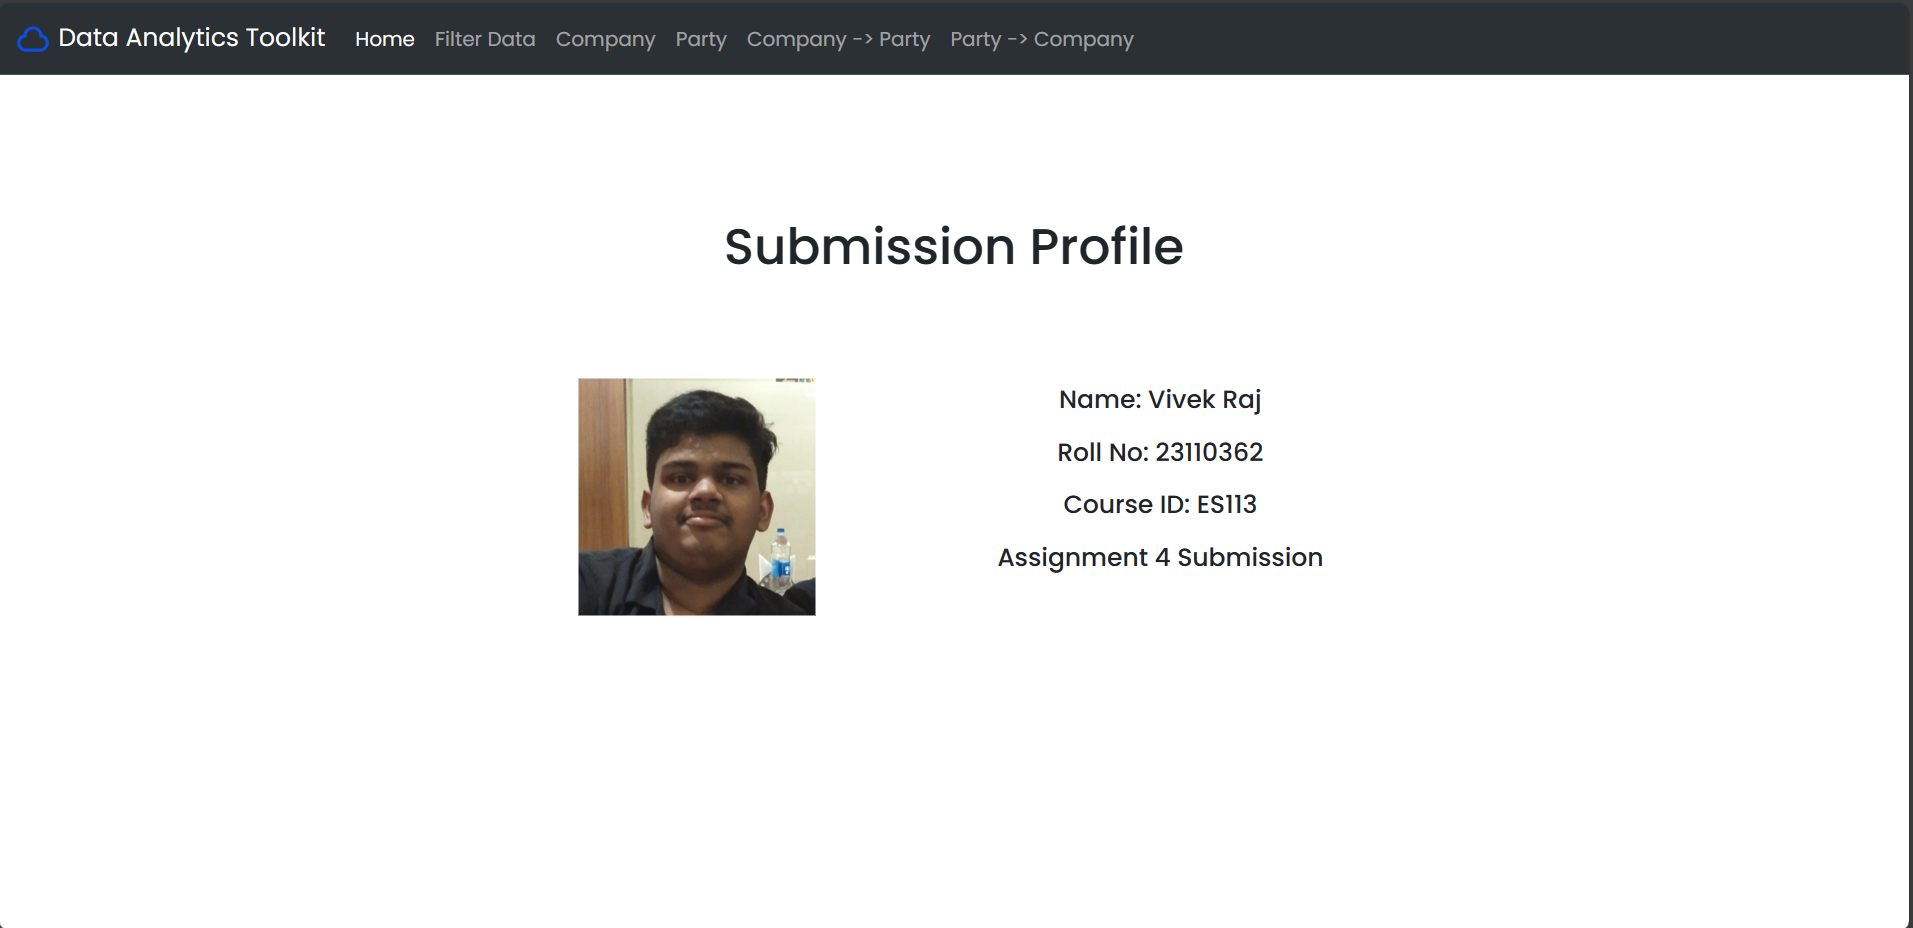 Data Analytics Toolkit Home Filter Data Company Party Company -> Party Party -> Company
Submission Profile
Name: Vivek Raj
Roll No: 23110362
Course ID: ES113
Assignment 4 Submission